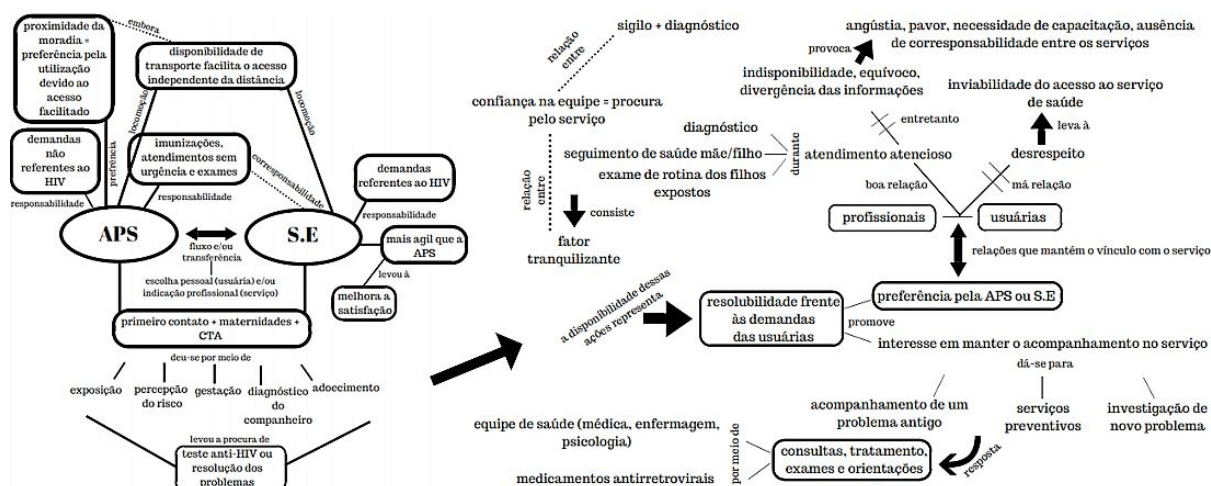 proximidade da
moradia =
preferência pela
utilização
devido ao
acesso
facilitado
embora
disponibilidade de
transporte facilita o acesso
independente da distância
demandas
não
referentes ao
HIV
prefrência
locomoção
locomoção
imunizações,
atendimentos sem
urgência e exames
corresponsabilidade
responsabilidade
responsabilidade
demandas
referentes ao HIV
responsabilidade
APS
S.E
fluxo e/ou
transferência
escolha pessoal (usuária) e/ou
indicação profissional (serviço)
mais agil que a
APS
levou à
melhora a
satisfação
primeiro contato + maternidades +
CTA
deu-se por meio de
exposição
percepção
do risco
gestação
diagnóstico
do
companheiro
adoecimento
levou a procura de
teste anti-HIV ou
resolução dos
problemas
sigilo + diagnóstico
relação
entre
confiança na equipe = procura
pelo serviço
relação
entre
consiste
fator
tranquilizante
angústia, pavor, necessidade de capacitação, ausência
de corresponsabilidade entre os serviços
provoca
indisponibilidade, equívoco,
divergência das informações
inviabilidade do acesso ao serviço
de saúde
entretanto
leva à
diagnóstico
seguimento de saúde mãe/filho
exame de rotina dos filhos
expostos
durante
atendimento atencioso
desrespeito
boa relação
má relação
profissionais
usuárias
relações que mantém o vínculo com o serviço
a disponibilidade dessas
ações representa
resolubilidade frente
às demandas
das usuárias
preferência pela APS ou S.E
promove
interesse em manter o acompanhamento no serviço
dá-se para
acompanhamento de um
problema antigo
serviços
preventivos
investigação de
novo problema
resposta
consultas, tratamento,
exames e orientações
por meio de
equipe de saúde (médica, enfermagem,
psicologia)
medicamentos antirretrovirais